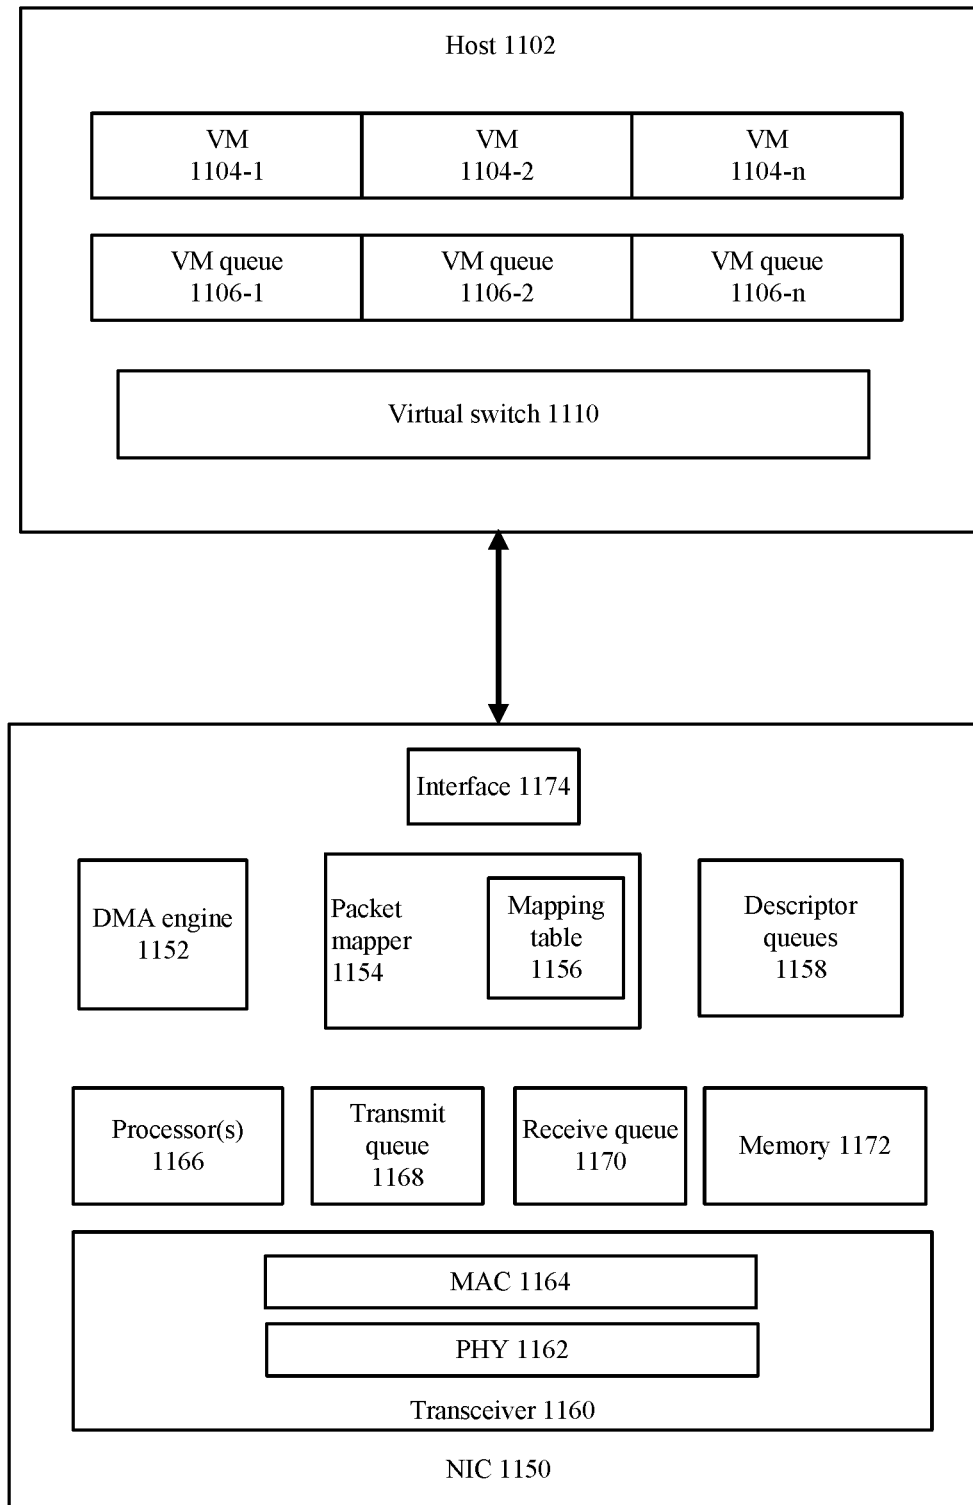 Host 1102
VM
1104-1
VM
1104-2
VM
1104-n
VM queue
1106-1
VM queue
1106-2
VM queue
1106-n
Virtual switch 1110
Interface 1174
DMA engine
1152
Packet
mapper
1154
Mapping
table
1156
Descriptor
queues
1158
Processor(s)
1166
Transmit
queue
1168
Receive queue
1170
Memory 1172
MAC 1164
PHY 1162
Transceiver 1160
NIC 1150